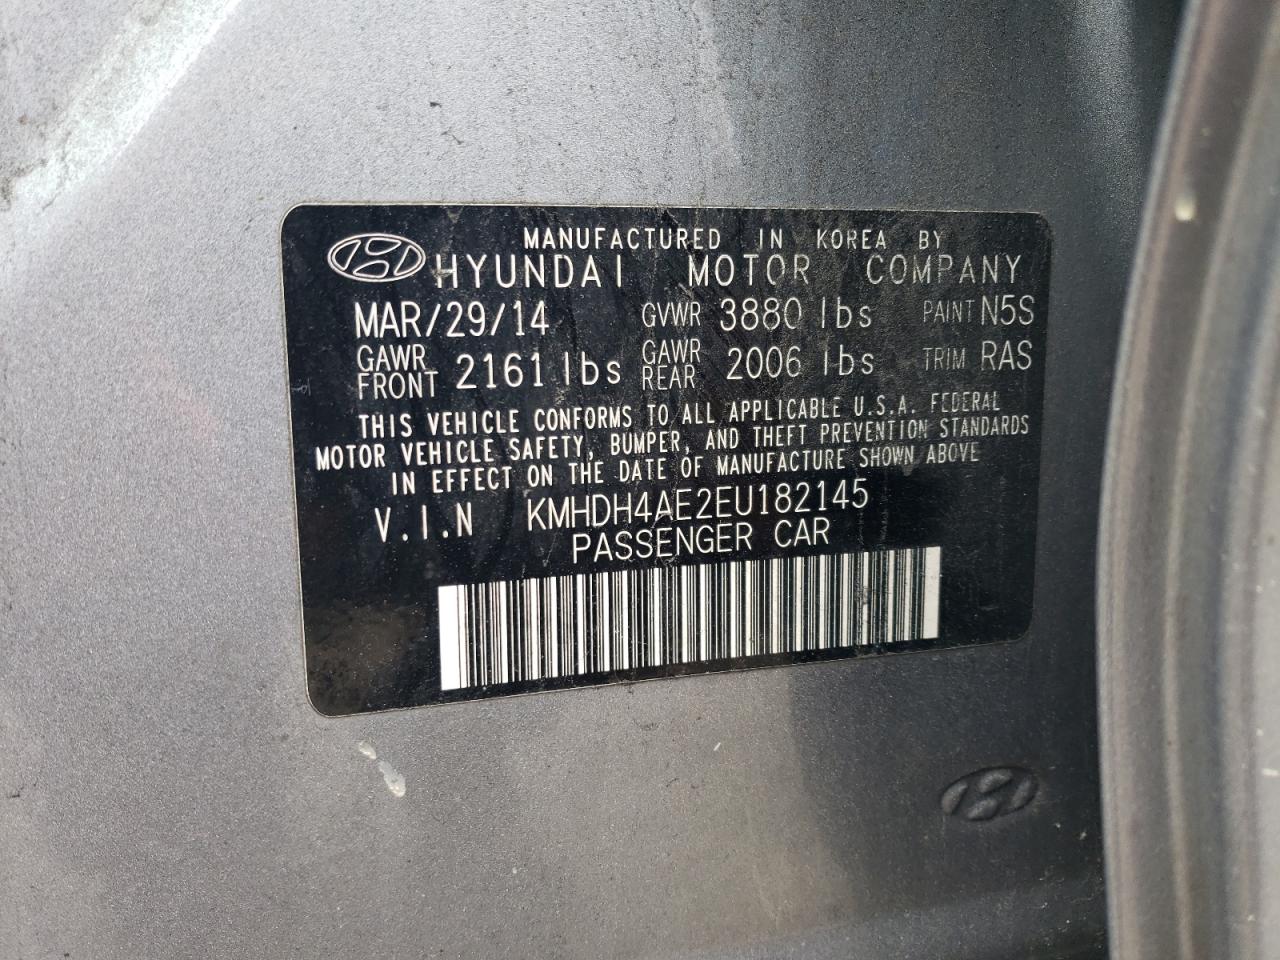 MANUFACTURED IN KOREA BY
HYUNDAI MOTOR COMPANY
MAR/29/14 GVWR 3880 lbs PAINT N5S
GAWR FRONT 2161 lbs GAWR REAR 2006 lbs TRIM RAS
THIS VEHICLE CONFORMS TO ALL APPLICABLE U.S.A. FEDERAL
MOTOR VEHICLE SAFETY, BUMPER, AND THEFT PREVENTION STANDARDS
IN EFFECT ON THE DATE OF MANUFACTURE SHOWN ABOVE
V.I.N KMHDH4AE2EU182145
PASSENGER CAR